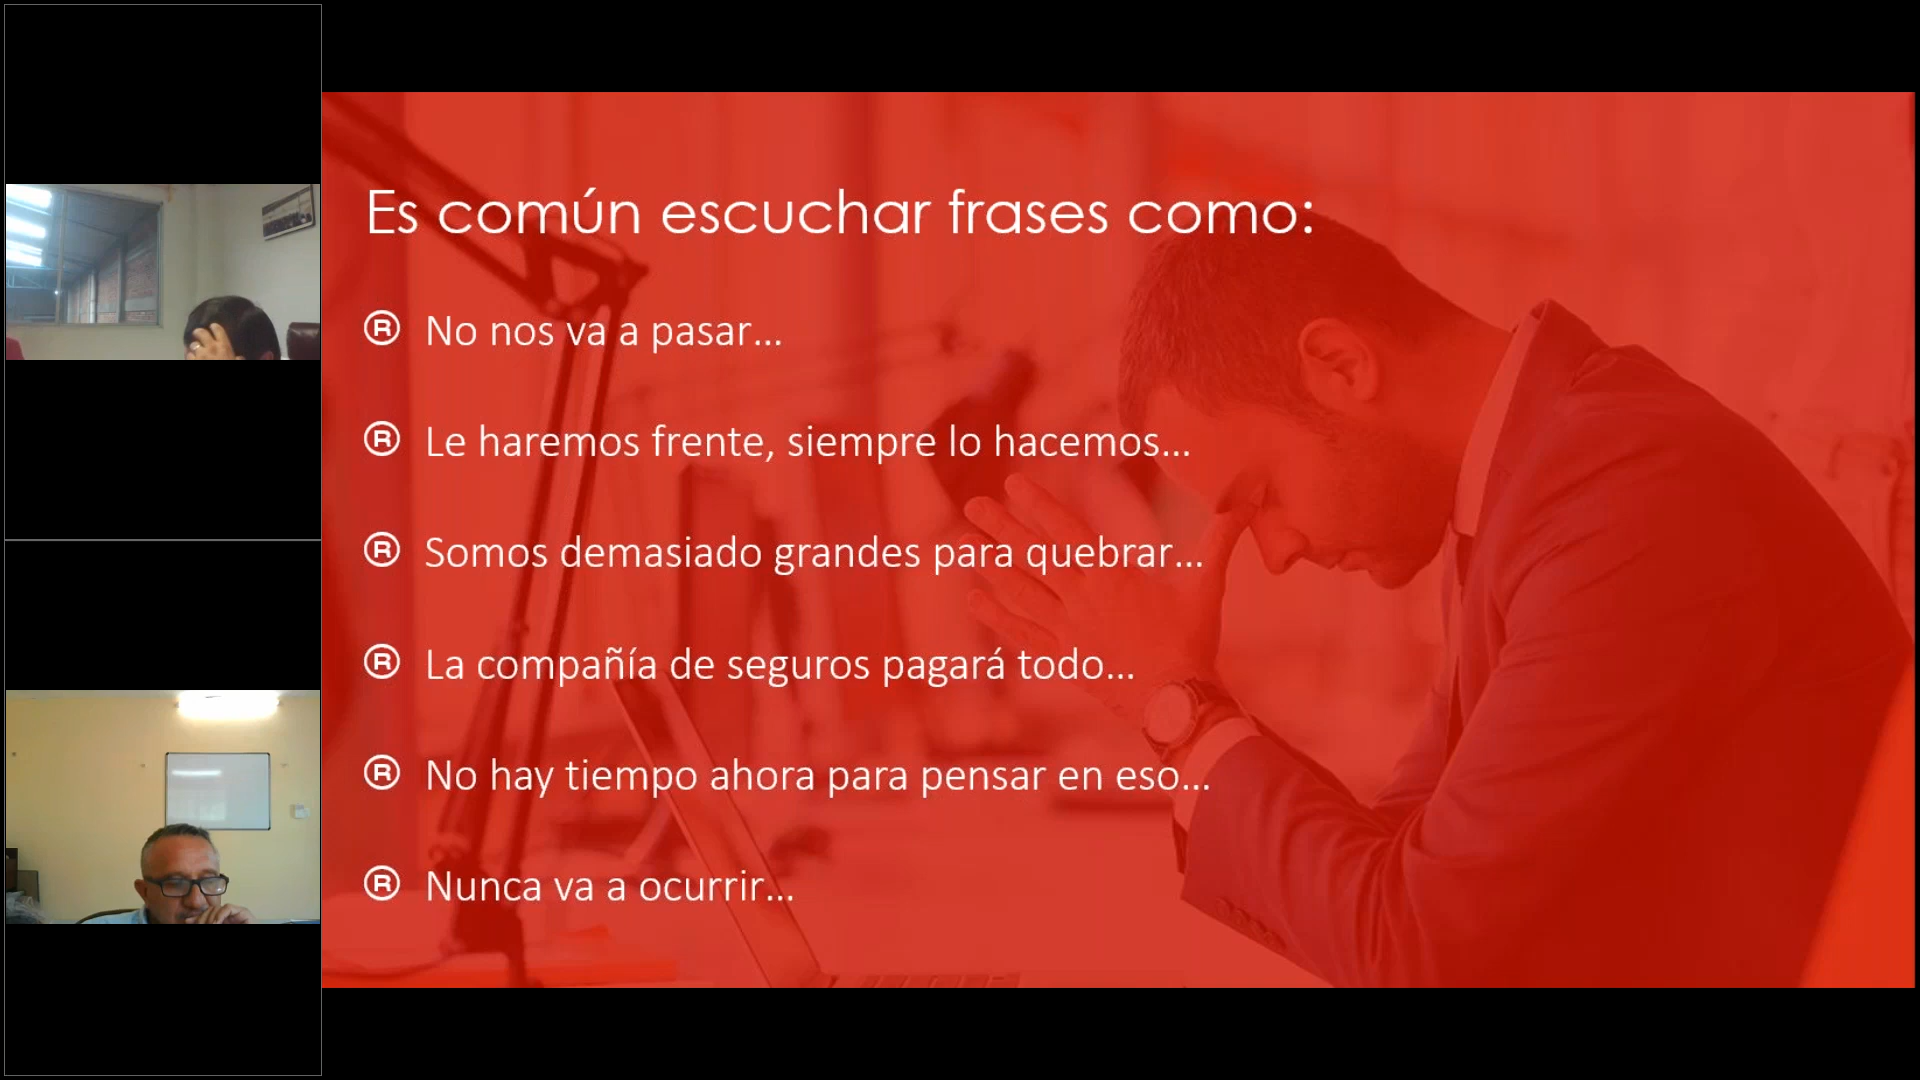 Es común escuchar frases como:
® No nos va a pasar...
® Le haremos frente, siempre lo hacemos...
® Somos demasiado grandes para quebrar...
® La compañía de seguros pagará todo...
® No hay tiempo ahora para pensar en eso...
® Nunca va a ocurrir...